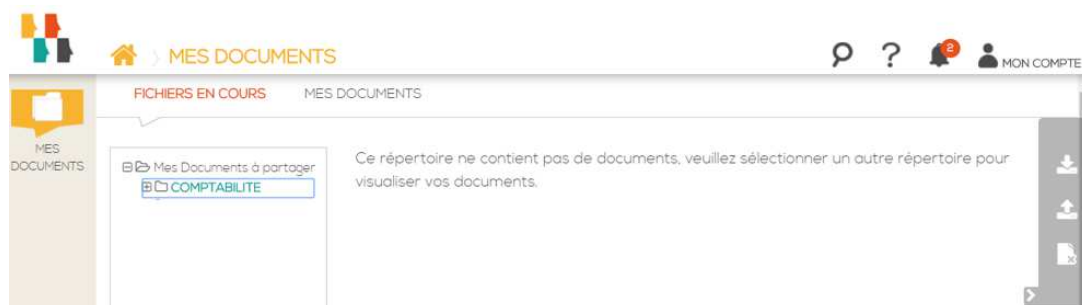 MES DOCUMENTS
2
MON COMPTE
FICHIERS EN COURS
MES DOCUMENTS
MES
DOCUMENTS
Mes Documents à partager
COMPTABILITE
Ce répertoire ne contient pas de documents, veuillez sélectionner un autre répertoire pour
visualiser vos documents.